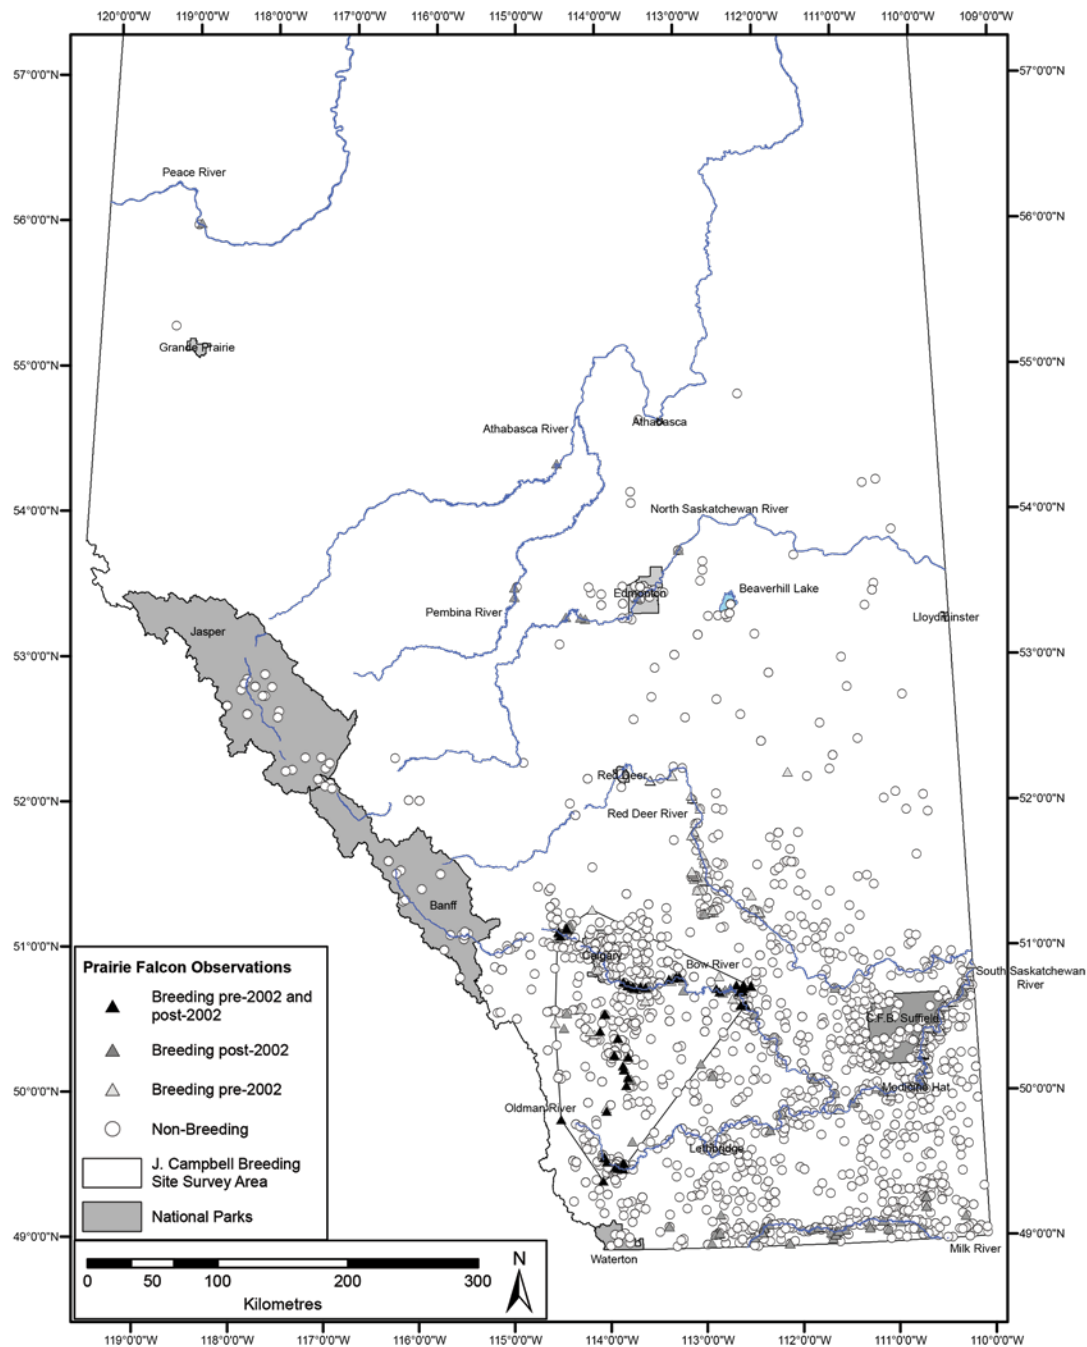 120°0'0"W 119°0'0"W 118°0'0"W 117°0'0"W 116°0'0"W 115°0'0"W 114°0'0"W 113°0'0"W 112°0'0"W 111°0'0"W 110°0'0"W 109°0'0"W
57°0'0"N
57°0'0"N
Peace River
56°0'0"N
56°0'0"N
Grande Prairie
55°0'0"N
55°0'0"N
Athabasca River
Athabasca
54°0'0"N
54°0'0"N
North Saskatchewan River
Edmonton
Beaverhill Lake
Pembina River
Lloydminster
Jasper
53°0'0"N
53°0'0"N
Red Deer
52°0'0"N
52°0'0"N
Red Deer River
Banff
51°0'0"N
51°0'0"N
Calgary
Bow River
South Saskatchewan
River
C.F.B. Suffield
50°0'0"N
50°0'0"N
Medicine Hat
Oldman River
Lethbridge
49°0'0"N
49°0'0"N
Milk River
Waterton
Prairie Falcon Observations
Breeding pre-2002 and
post-2002
Breeding post-2002
Breeding pre-2002
Non-Breeding
J. Campbell Breeding
Site Survey Area
National Parks
N
0 50 100 200 300
Kilometres
119°0'0"W 118°0'0"W 117°0'0"W 116°0'0"W 115°0'0"W 114°0'0"W 113°0'0"W 112°0'0"W 111°0'0"W 110°0'0"W